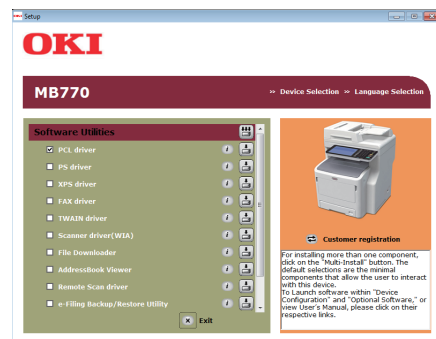 OKI Setup
OKI
MB770
» Device Selection » Language Selection
Software Utilities
PCL driver
PS driver
XPS driver
FAX driver
TWAIN driver
Scanner driver(WIA)
File Downloader
AddressBook Viewer
Remote Scan driver
e-Filing Backup/Restore Utility
Exit
Customer registration
For installing more than one component,
click on the "Multi-Install" button. The
default selections are the minimal
components that allow the user to interact
with this device.
To Launch software within "Device
Configuration" and "Optional Software," or
view User's Manual, please click on their
respective links.